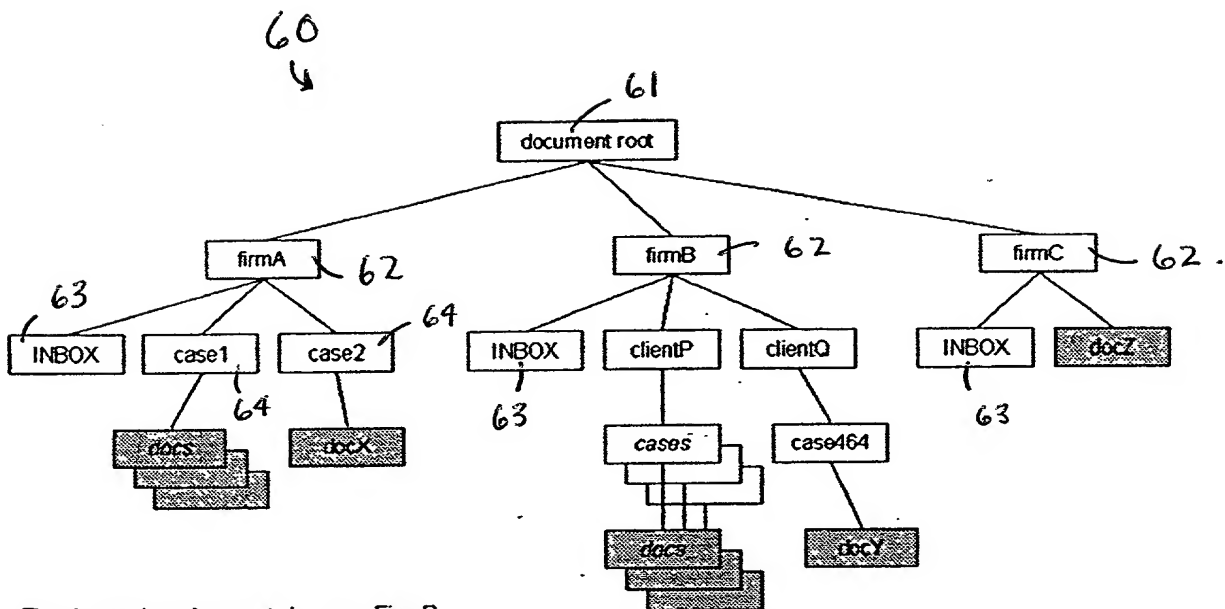 60
61
document root
firmA
62
firmB
62
firmC
62.
63
INBOX
case1
case2
64
64
INBOX
63
clientP
clientQ
INBOX
63
docZ
docs
docX
cases
case464
docs
docY